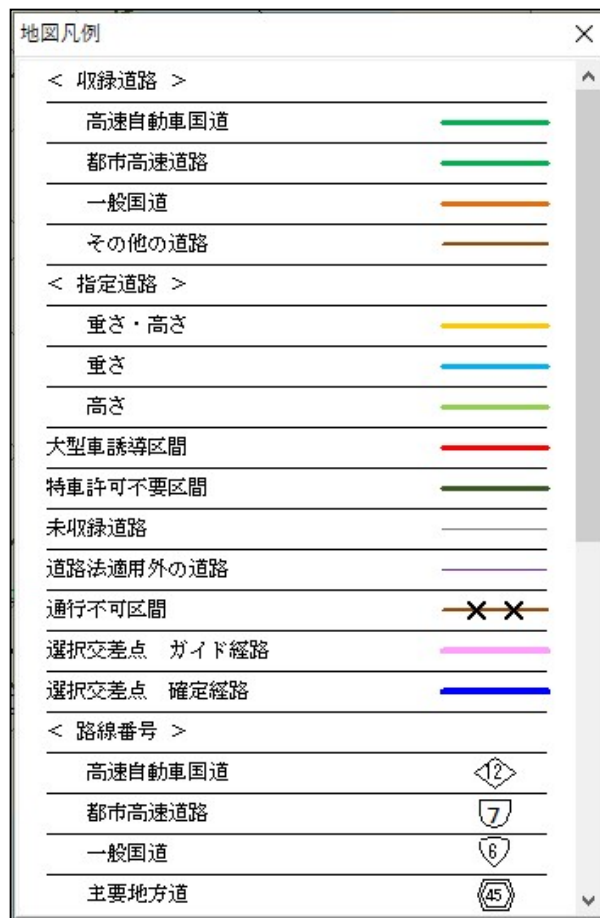 地図凡例
< 収録道路 >
高速自動車国道
都市高速道路
一般国道
その他の道路
< 指定道路 >
重さ・高さ
重さ
高さ
大型車誘導区間
特車許可不要区間
未収録道路
道路法適用外の道路
通行不可区間
選択交差点　ガイド経路
選択交差点　確定経路
< 路線番号 >
高速自動車国道 12
都市高速道路 7
一般国道 6
主要地方道 45